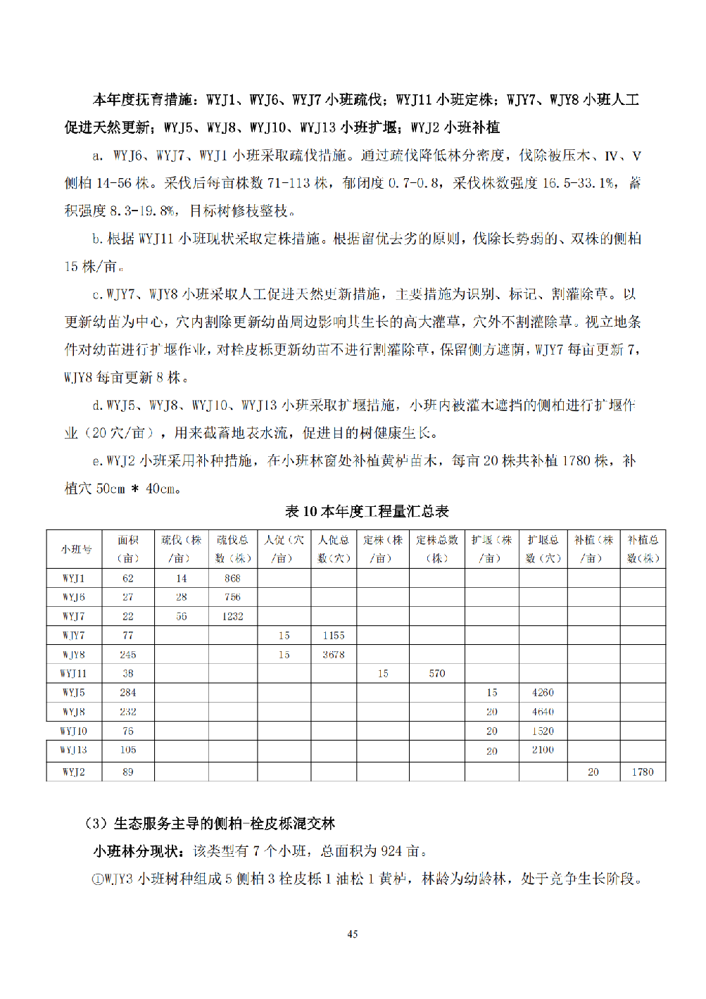 本年度抚育措施：WYJ1、WYJ6、WYJ7 小班疏伐；WYJ11 小班定株；WJY7、WJY8 小班人工
促进天然更新；WYJ5、WYJ8、WYJ10、WYJ13 小班扩堰；WYJ2 小班补植
a. WYJ6、WYJ7、WYJ1 小班采取疏伐措施。通过疏伐降低林分密度，伐除被压木、Ⅳ、Ⅴ
侧柏 14-56 株。采伐后每亩株数 71-113 株，郁闭度 0.7-0.8，采伐株数强度 16.5-33.1%，蓄
积强度 8.3-19.8%，目标树修枝整枝。
b.根据 WYJ11 小班现状采取定株措施。根据留优去劣的原则，伐除长势弱的、双株的侧柏
15 株/亩。
c.WJY7、WJY8 小班采取人工促进天然更新措施，主要措施为识别、标记、割灌除草。以
更新幼苗为中心，穴内割除更新幼苗周边影响其生长的高大灌草，穴外不割灌除草。视立地条
件对幼苗进行扩堰作业，对栓皮栎更新幼苗不进行割灌除草，保留侧方遮荫，WJY7 每亩更新 7，
WJY8 每亩更新 8 株。
d.WYJ5、WYJ8、WYJ10、WYJ13 小班采取扩堰措施，小班内被灌木遮挡的侧柏进行扩堰作
业（20 穴/亩），用来截蓄地表水流，促进目的树健康生长。
e.WYJ2 小班采用补种措施，在小班林窗处补植黄栌苗木，每亩 20 株共补植 1780 株，补
植穴 50cm * 40cm。
表 10 本年度工程量汇总表
小班号 面积（亩） 疏伐（株/亩） 疏伐总数（株） 人促（穴/亩） 人促总数（穴） 定株（株/亩） 定株总数（株） 扩堰（株/亩） 扩堰总数（穴） 补植（株/亩） 补植总数（株）
WYJ1 62 14 868
WYJ6 27 28 756
WYJ7 22 56 1232
WJY7 77 15 1155
WJY8 245 15 3678
WYJ11 38 15 570
WYJ5 284 15 4260
WYJ8 232 20 4640
WYJ10 76 20 1520
WYJ13 105 20 2100
WYJ2 89 20 1780
（3）生态服务主导的侧柏-栓皮栎混交林
小班林分现状：该类型有 7 个小班，总面积为 924 亩。
①WJY3 小班树种组成 5 侧柏 3 栓皮栎 1 油松 1 黄栌，林龄为幼龄林，处于竞争生长阶段。
45